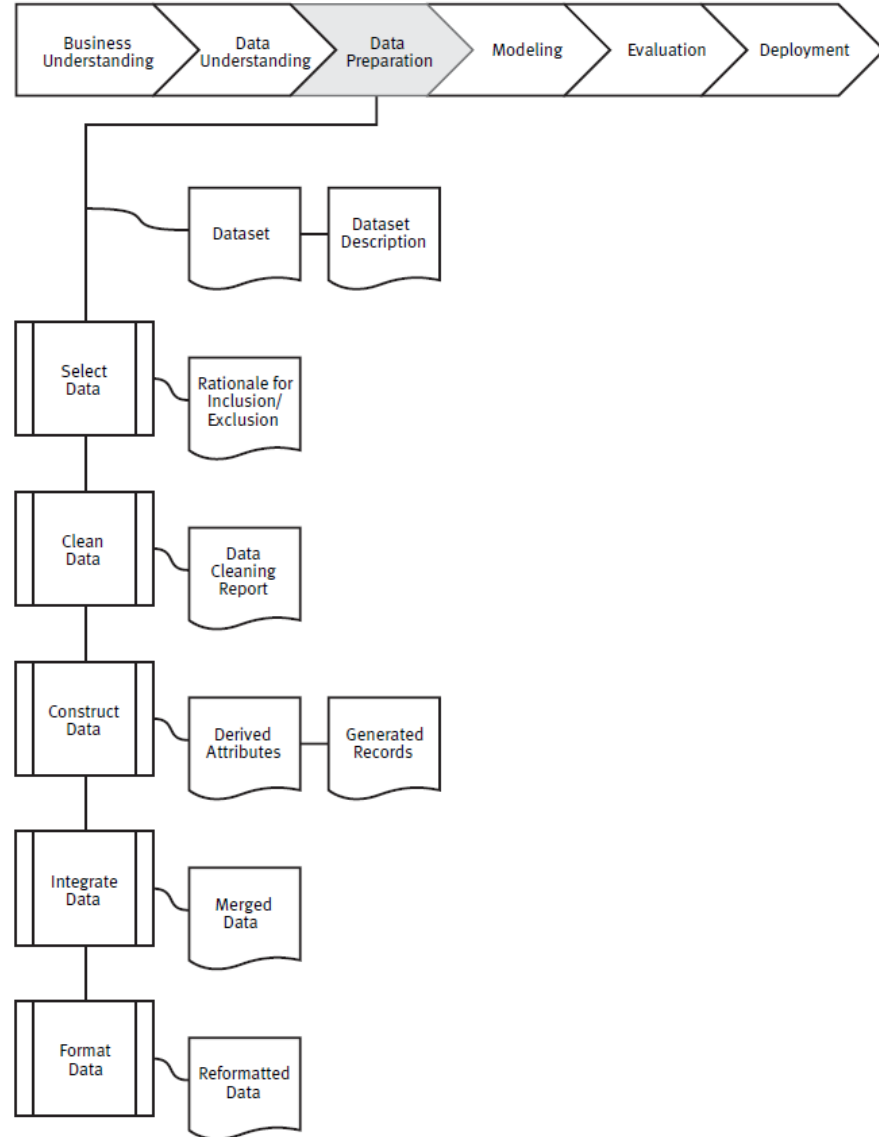 Business
Understanding
Data
Understanding
Data
Preparation
Modeling
Evaluation
Deployment
Dataset
Dataset
Description
Select
Data
Rationale for
Inclusion/
Exclusion
Clean
Data
Data
Cleaning
Report
Construct
Data
Derived
Attributes
Generated
Records
Integrate
Data
Merged
Data
Format
Data
Reformatted
Data